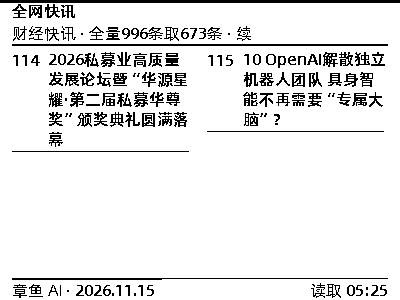 全网快讯
财经快讯 · 全量996条取673条 · 续
114 2026私募业高质量
发展论坛暨“华源星
耀·第二届私募华尊
奖”颁奖典礼圆满落
幕
115 10 OpenAI解散独立
机器人团队 具身智
能不再需要“专属大
脑”?
章鱼 AI · 2026.11.15
读取 05:25